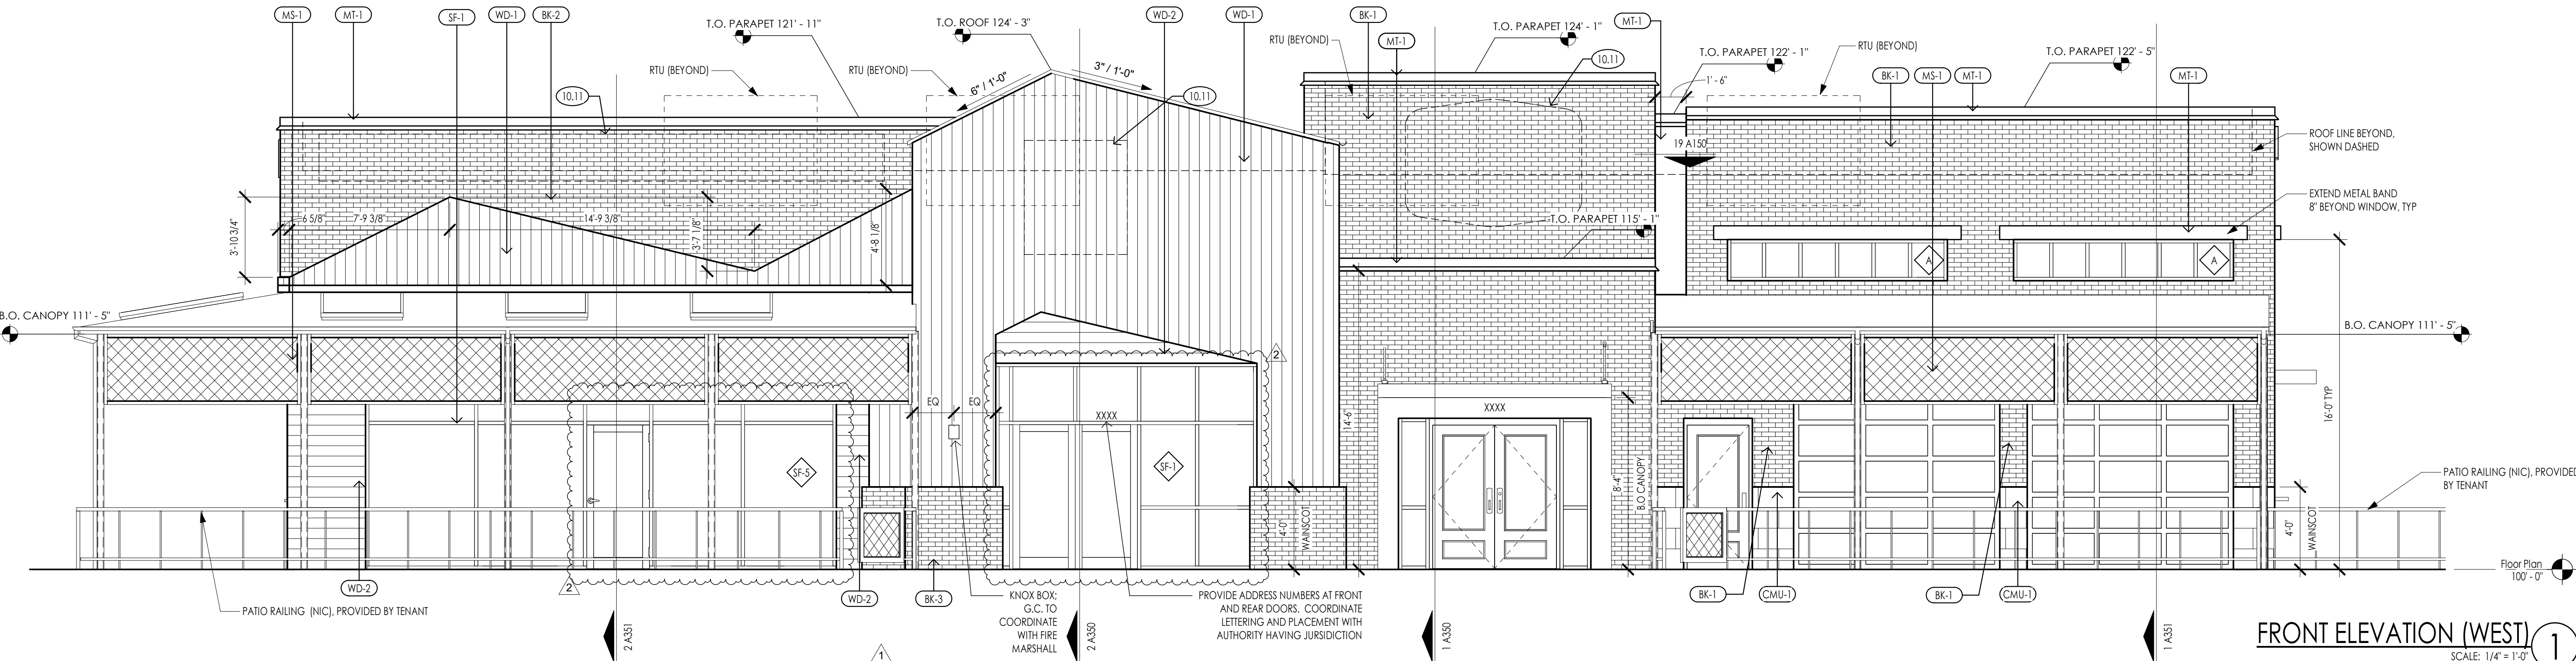 MS-1
MT-1
SF-1
WD-1
BK-2
T.O. PARAPET 121' - 11"
T.O. ROOF 124' - 3"
WD-2
WD-1
BK-1
MT-1
T.O. PARAPET 124' - 1"
MT-1
RTU (BEYOND)
RTU (BEYOND)
RTU (BEYOND)
RTU (BEYOND)
T.O. PARAPET 122' - 1"
T.O. PARAPET 122' - 5"
10.11
6" / 1'-0"
3" / 1'-0"
10.11
10.11
1' - 6"
BK-1
MS-1
MT-1
MT-1
19 A150
ROOF LINE BEYOND,
SHOWN DASHED
EXTEND METAL BAND
8" BEYOND WINDOW, TYP
3'-10 3/4"
6 5/8"
7'-9 3/8"
14'-9 3/8"
3'-7 1/8"
4'-8 1/8"
T.O. PARAPET 115' - 1"
A
A
B.O. CANOPY 111' - 5"
B.O. CANOPY 111' - 5"
2
EQ
EQ
XXXX
XXXX
14'-6"
16'-0" TYP
SF-5
SF-1
8'-4"
B.O CANOPY
4'-0"
WAINSCOT
4'-0"
WAINSCOT
PATIO RAILING (NIC), PROVIDED
BY TENANT
WD-2
2
WD-2
BK-3
BK-1
CMU-1
BK-1
CMU-1
PATIO RAILING (NIC), PROVIDED BY TENANT
KNOX BOX;
G.C. TO
COORDINATE
WITH FIRE
MARSHALL
PROVIDE ADDRESS NUMBERS AT FRONT
AND REAR DOORS. COORDINATE
LETTERING AND PLACEMENT WITH
AUTHORITY HAVING JURSIDICTION
Floor Plan
100' - 0"
2 A351
1
2 A350
1 A350
1 A351
FRONT ELEVATION (WEST)
1
SCALE: 1/4" = 1'-0"